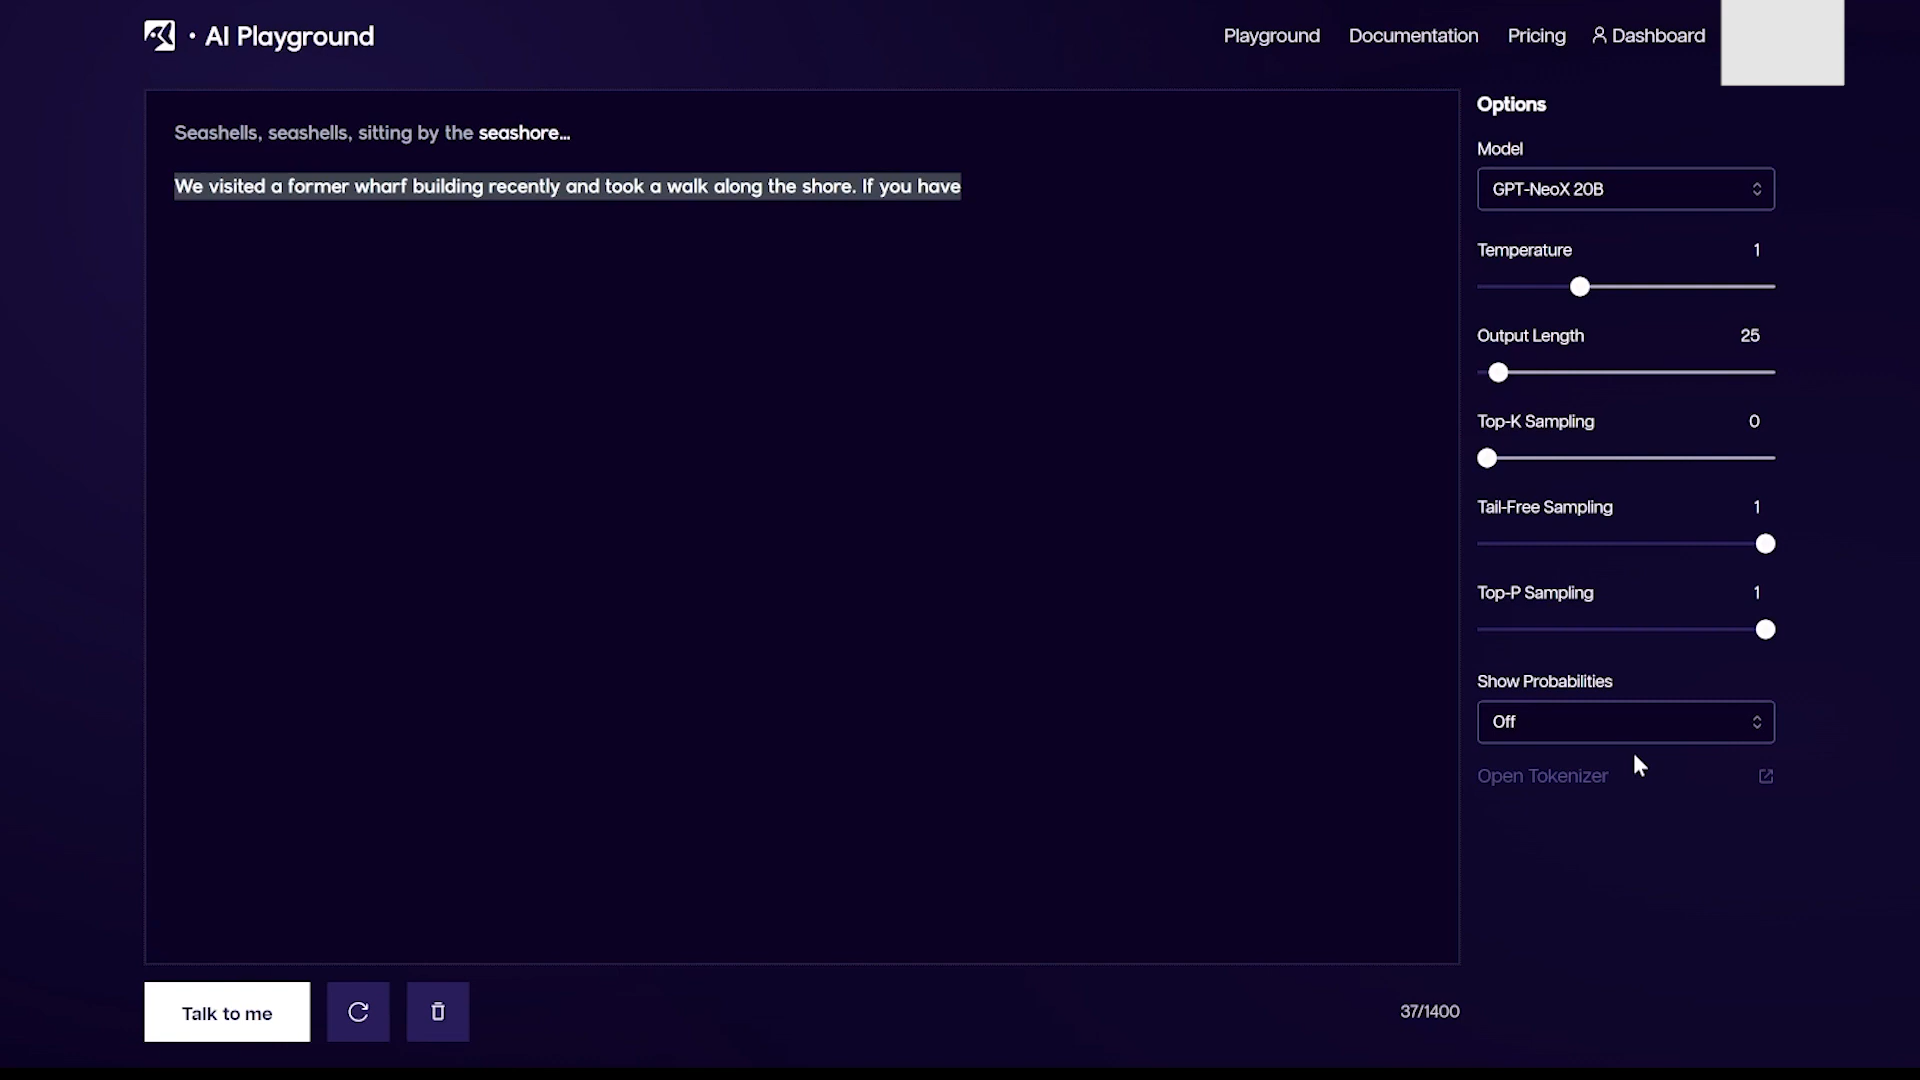 · AI Playground
Playground
Documentation
Pricing
Dashboard
Seashells, seashells, sitting by the seashore...
We visited a former wharf building recently and took a walk along the shore. If you have
Options
Model
GPT-NeoX 20B
Temperature 1
Output Length 25
Top-K Sampling 0
Tail-Free Sampling 1
Top-P Sampling 1
Show Probabilities
Off
Open Tokenizer
Talk to me
37/1400